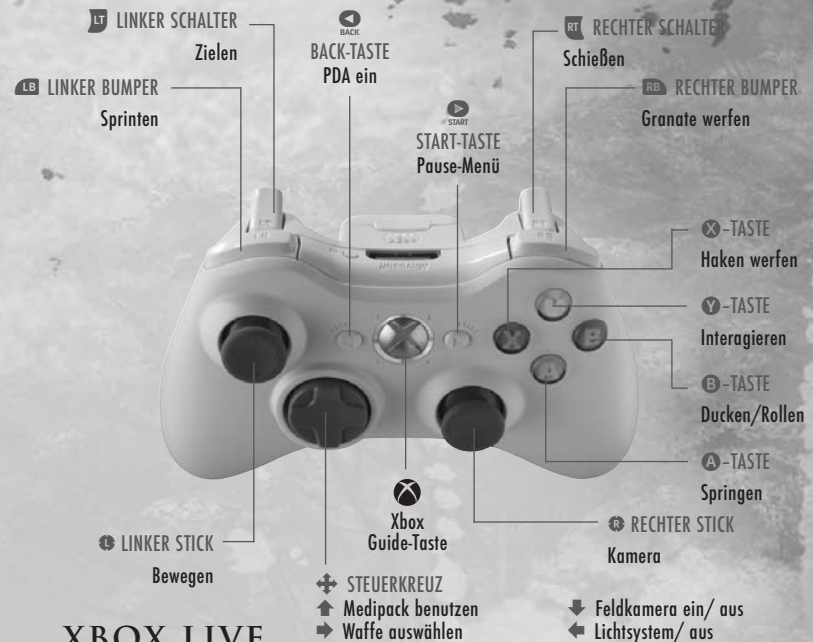 LT LINKER SCHALTER
Zielen
LB LINKER BUMPER
Sprinten
BACK
BACK-TASTE
PDA ein
START
START-TASTE
Pause-Menü
RT RECHTER SCHALTER
Schießen
RB RECHTER BUMPER
Granate werfen
X-TASTE
Haken werfen
Y-TASTE
Interagieren
B-TASTE
Ducken/Rollen
A-TASTE
Springen
L LINKER STICK
Bewegen
Xbox
Guide-Taste
R RECHTER STICK
Kamera
STEUERKREUZ
Medipack benutzen
Waffe auswählen
Feldkamera ein/ aus
Lichtsystem/ aus
XBOX LIVE